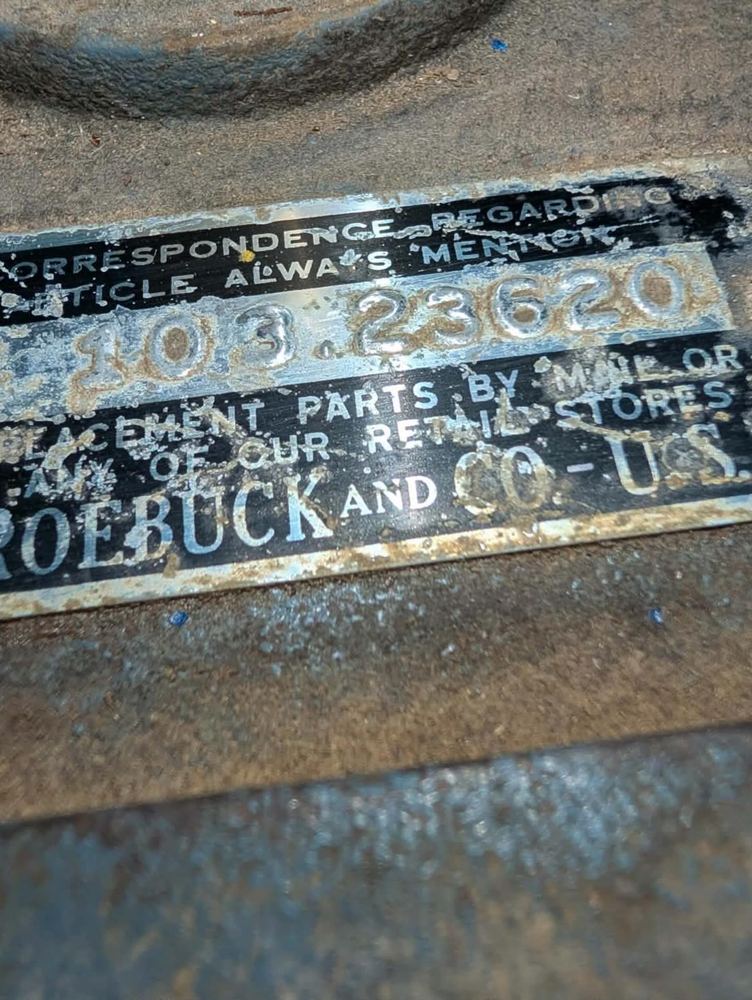 ORRESPONDENCE REGARDING
ARTICLE ALWAYS MENTION
103.23620
PLACEMENT PARTS BY MAIL OR
ANY OF OUR RETAIL STORES
ROEBUCK AND CO-U.S.